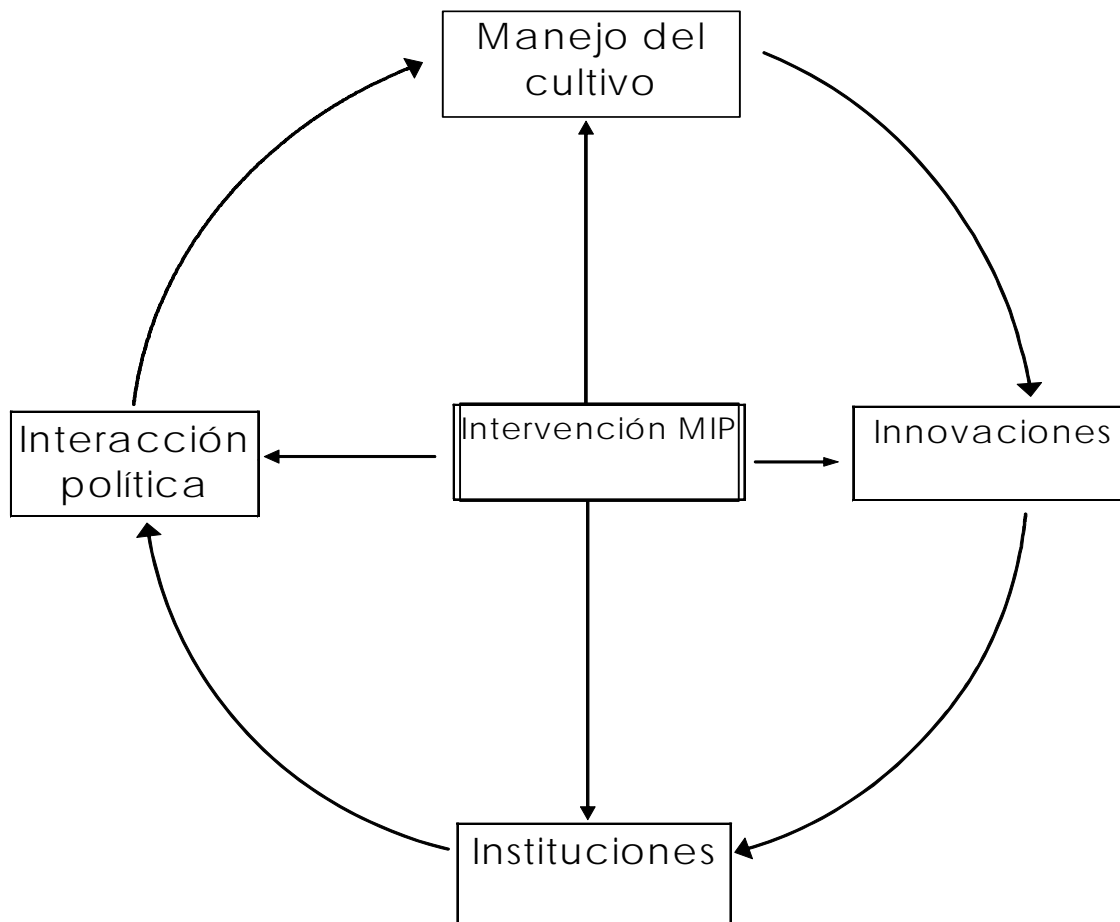 Manejo del
cultivo
Interacción
política
Intervención MIP
Innovaciones
Instituciones